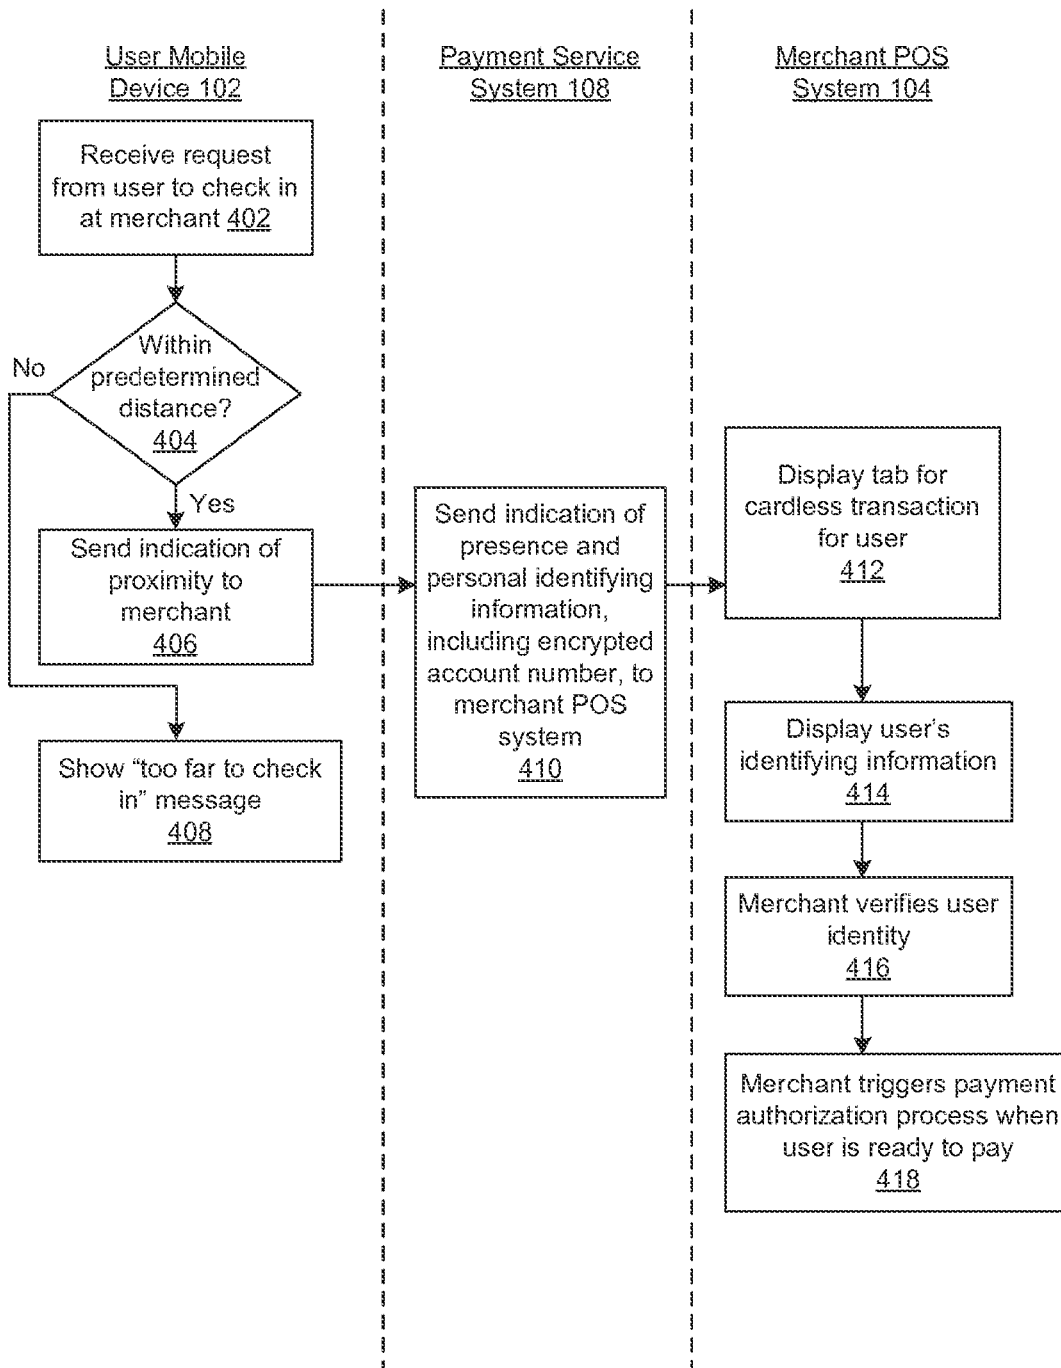 User Mobile
Device 102
Receive request
from user to check in
at merchant 402
Within
predetermined
distance?
404
No
Yes
Send indication of
proximity to
merchant
406
Show “too far to check
in” message
408
Payment Service
System 108
Send indication of
presence and
personal identifying
information,
including encrypted
account number, to
merchant POS
system
410
Merchant POS
System 104
Display tab for
cardless transaction
for user
412
Display user’s
identifying information
414
Merchant verifies user
identity
416
Merchant triggers payment
authorization process when
user is ready to pay
418